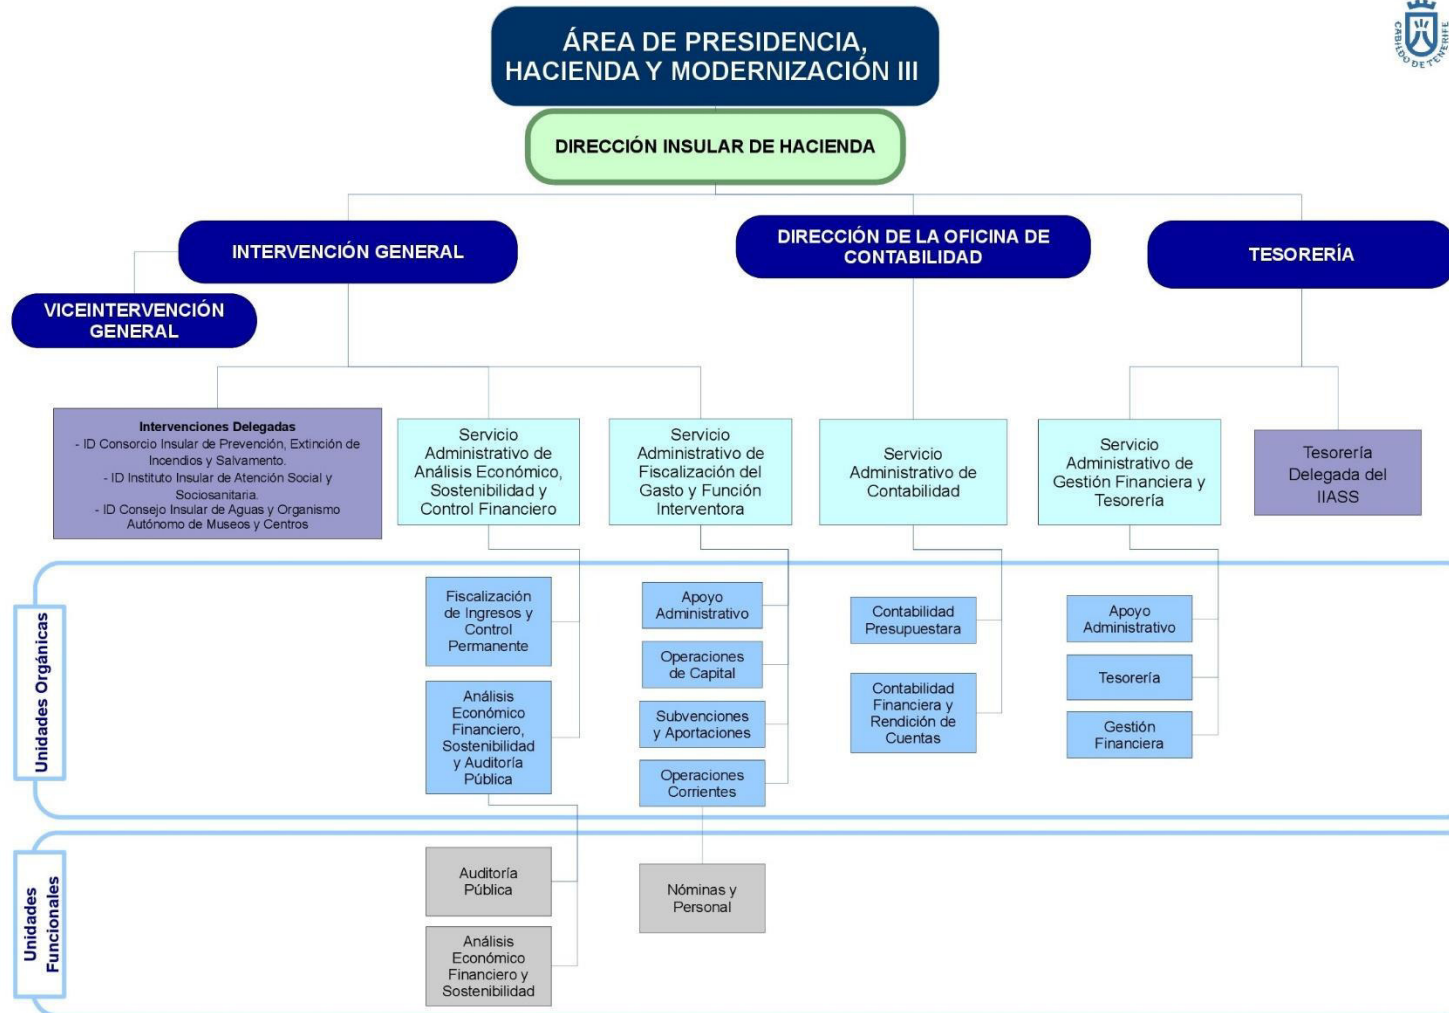 ÁREA DE PRESIDENCIA,
HACIENDA Y MODERNIZACIÓN III
CABILDO DE TENERIFE
DIRECCIÓN INSULAR DE HACIENDA
INTERVENCIÓN GENERAL
DIRECCIÓN DE LA OFICINA DE
CONTABILIDAD
TESORERÍA
VICEINTERVENCIÓN
GENERAL
Intervenciones Delegadas
- ID Consorcio Insular de Prevención, Extinción de
Incendios y Salvamento.
- ID Instituto Insular de Atención Social y
Sociosanitaria.
- ID Consejo Insular de Aguas y Organismo
Autónomo de Museos y Centros
Servicio
Administrativo de
Análisis Económico,
Sostenibilidad y
Control Financiero
Servicio
Administrativo de
Fiscalización del
Gasto y Función
Interventora
Servicio
Administrativo de
Contabilidad
Servicio
Administrativo de
Gestión Financiera y
Tesorería
Tesorería
Delegada del
IIASS
Unidades Orgánicas
Fiscalización
de Ingresos y
Control
Permanente
Análisis
Económico
Financiero,
Sostenibilidad
y Auditoría
Pública
Apoyo
Administrativo
Operaciones
de Capital
Subvenciones
y Aportaciones
Operaciones
Corrientes
Contabilidad
Presupuestara
Contabilidad
Financiera y
Rendición de
Cuentas
Apoyo
Administrativo
Tesorería
Gestión
Financiera
Unidades
Funcionales
Auditoría
Pública
Análisis
Económico
Financiero y
Sostenibilidad
Nóminas y
Personal